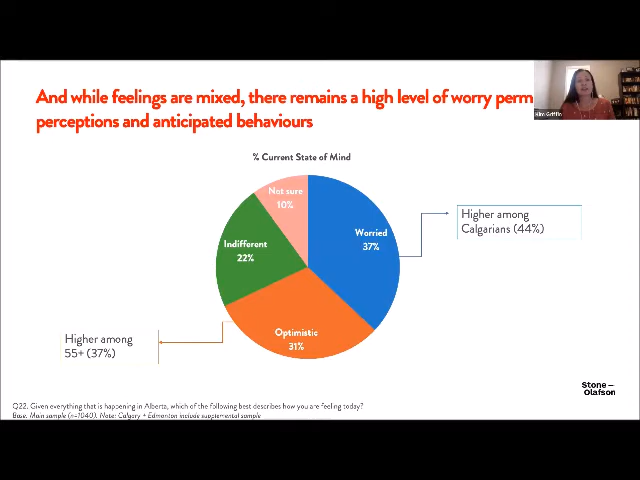 And while feelings are mixed, there remains a high level of worry perm
perceptions and anticipated behaviours
Kim Griffin
% Current State of Mind
Not sure
10%
Worried
37%
Higher among
Calgarians (44%)
Indifferent
22%
Optimistic
31%
Higher among
55+ (37%)
Stone –
Olafson
Q22. Given everything that is happening in Alberta, which of the following best describes how you are feeling today?
Base: Main sample (n=1040). Note: Calgary + Edmonton include supplemental sample